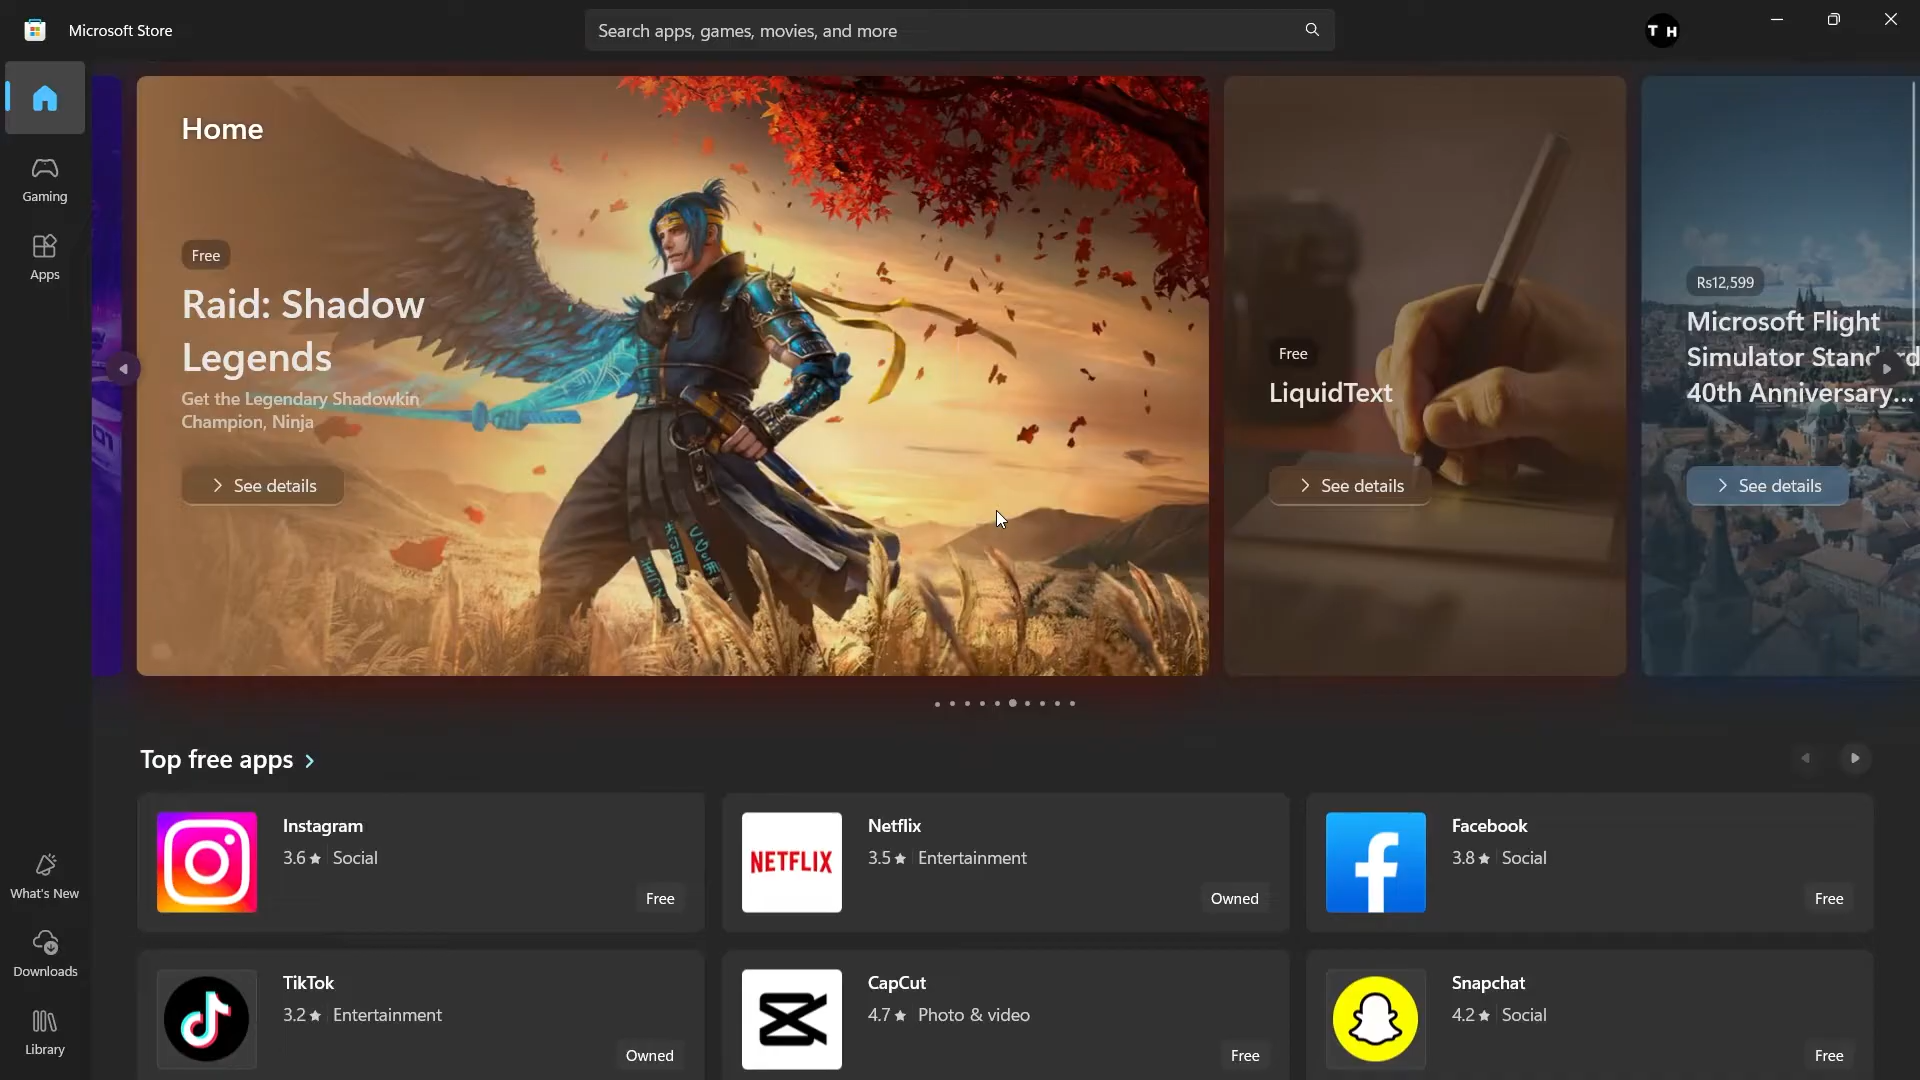 Microsoft Store
Search apps, games, movies, and more
T H
Home
Gaming
Apps
Free
Raid: Shadow
Legends
Get the Legendary Shadowkin
Champion, Ninja
See details
Free
LiquidText
See details
Rs12,599
Microsoft Flight
Simulator Standard
40th Anniversary...
See details
Top free apps
Instagram
3.6 Social
Free
Netflix
3.5 Entertainment
Owned
NETFLIX
Facebook
3.8 Social
Free
TikTok
3.2 Entertainment
Owned
CapCut
4.7 Photo & video
Free
Snapchat
4.2 Social
Free
What's New
Downloads
Library